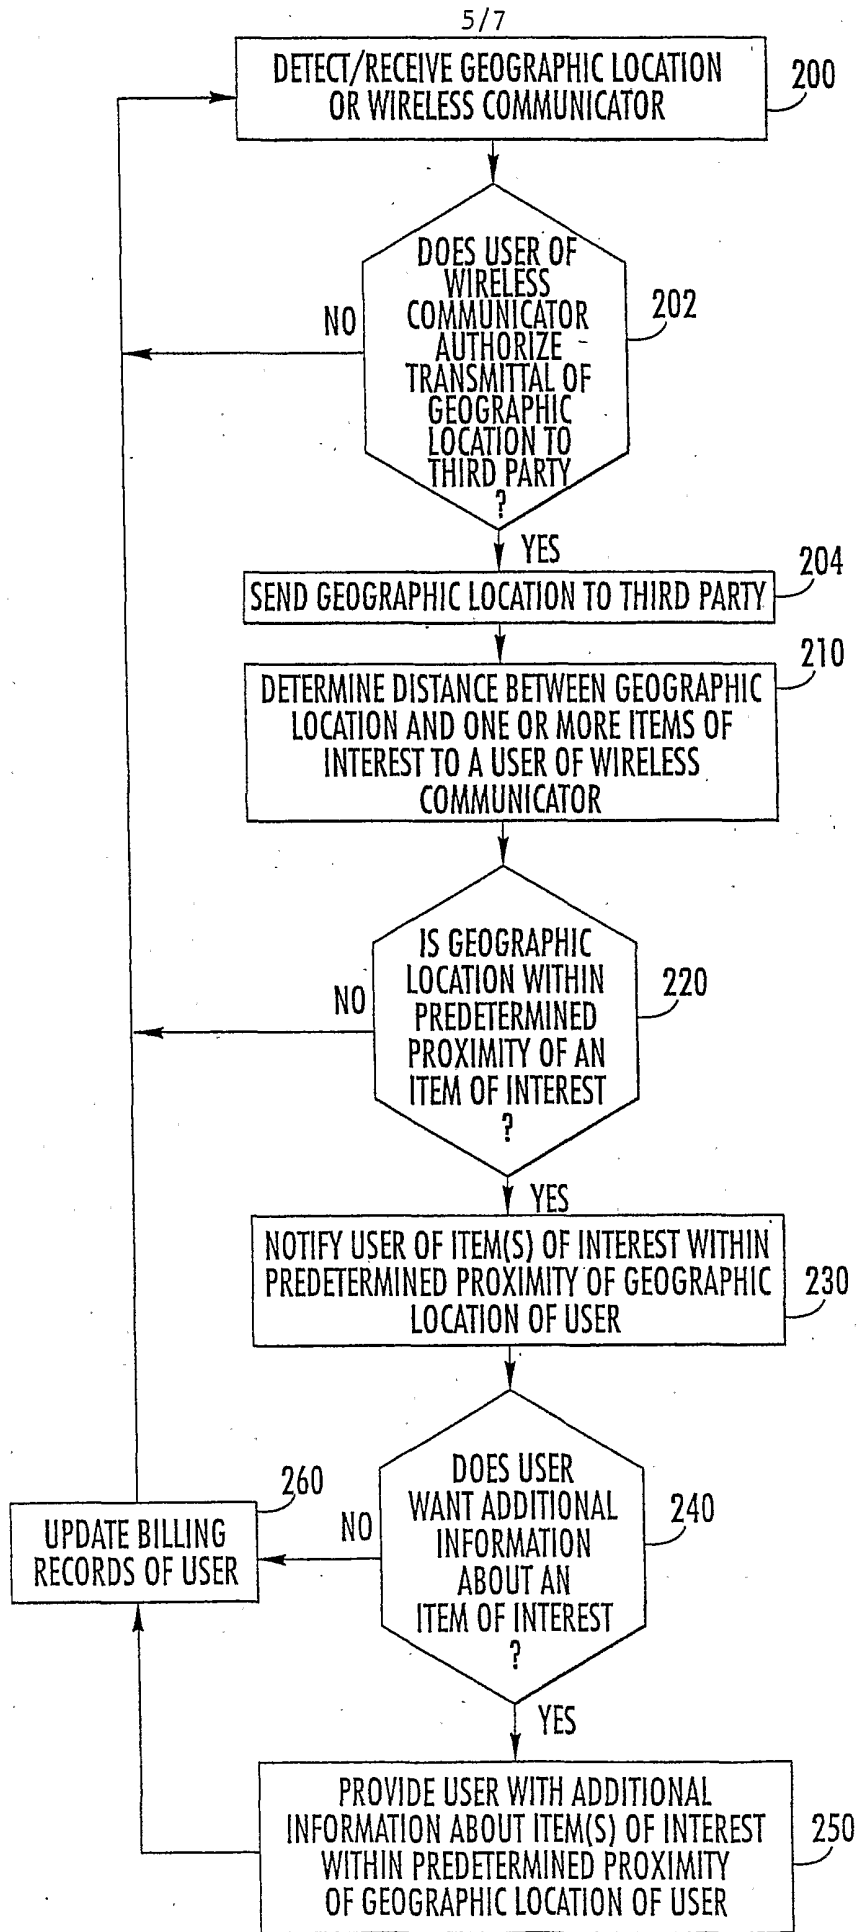 5/7
DETECT/RECEIVE GEOGRAPHIC LOCATION
OR WIRELESS COMMUNICATOR
200
DOES USER OF
WIRELESS
COMMUNICATOR
AUTHORIZE
TRANSMITTAL OF
GEOGRAPHIC
LOCATION TO
THIRD PARTY
?
202
NO
YES
SEND GEOGRAPHIC LOCATION TO THIRD PARTY
204
DETERMINE DISTANCE BETWEEN GEOGRAPHIC
LOCATION AND ONE OR MORE ITEMS OF
INTEREST TO A USER OF WIRELESS
COMMUNICATOR
210
IS GEOGRAPHIC
LOCATION WITHIN
PREDETERMINED
PROXIMITY OF AN
ITEM OF INTEREST
?
220
NO
YES
NOTIFY USER OF ITEM(S) OF INTEREST WITHIN
PREDETERMINED PROXIMITY OF GEOGRAPHIC
LOCATION OF USER
230
DOES USER
WANT ADDITIONAL
INFORMATION
ABOUT AN
ITEM OF INTEREST
?
240
NO
260
UPDATE BILLING
RECORDS OF USER
YES
PROVIDE USER WITH ADDITIONAL
INFORMATION ABOUT ITEM(S) OF INTEREST
WITHIN PREDETERMINED PROXIMITY
OF GEOGRAPHIC LOCATION OF USER
250